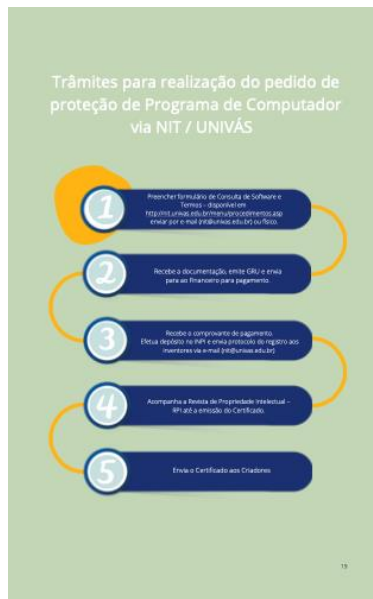 Trâmites para realização do pedido de
proteção de Programa de Computador
via NIT / UNIVÁS
1
Preencher formulário de Consulta de Software e
Termos – disponível em
http://nit.univas.edu.br/menu/procedimentos.asp
enviar por e-mail (nit@univas.edu.br) ou físico.
2
Recebe a documentação, emite GRU e envia
para ao Financeiro para pagamento.
3
Recebe o comprovante de pagamento.
Efetua depósito no INPI e envia protocolo do registro aos
inventores via e-mail (nit@univas.edu.br)
4
Acompanha a Revista de Propriedade Intelectual –
RPI até a emissão do Certificado.
5
Envia o Certificado aos Criadores
19